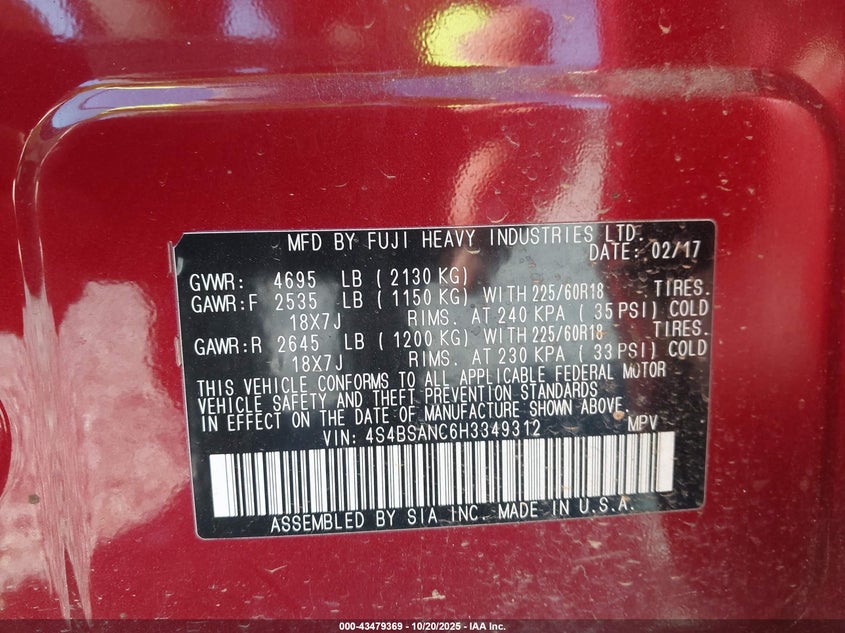 MFD BY FUJI HEAVY INDUSTRIES LTD.
DATE: 02/17
GVWR: 4695 LB ( 2130 KG)
GAWR:F 2535 LB ( 1150 KG) WITH 225/60R18 TIRES.
18X7J RIMS. AT 240 KPA ( 35 PSI) COLD
GAWR:R 2645 LB ( 1200 KG) WITH 225/60R18 TIRES.
18X7J RIMS. AT 230 KPA ( 33 PSI) COLD
THIS VEHICLE CONFORMS TO ALL APPLICABLE FEDERAL MOTOR
VEHICLE SAFETY AND THEFT PREVENTION STANDARDS
IN EFFECT ON THE DATE OF MANUFACTURE SHOWN ABOVE.
VIN: 4S4BSANC6H3349312 MPV
ASSEMBLED BY SIA INC. MADE IN U.S.A.
000-43479369 | 10/20/2025 - IAA Inc.